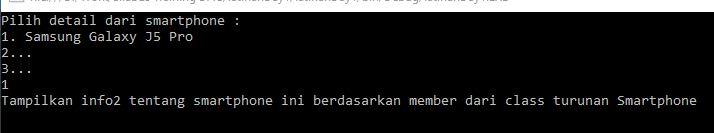 Pilih detail dari smartphone :
1. Samsung Galaxy J5 Pro
2...
3...
1
Tampilkan info2 tentang smartphone ini berdasarkan member dari class turunan Smartphone